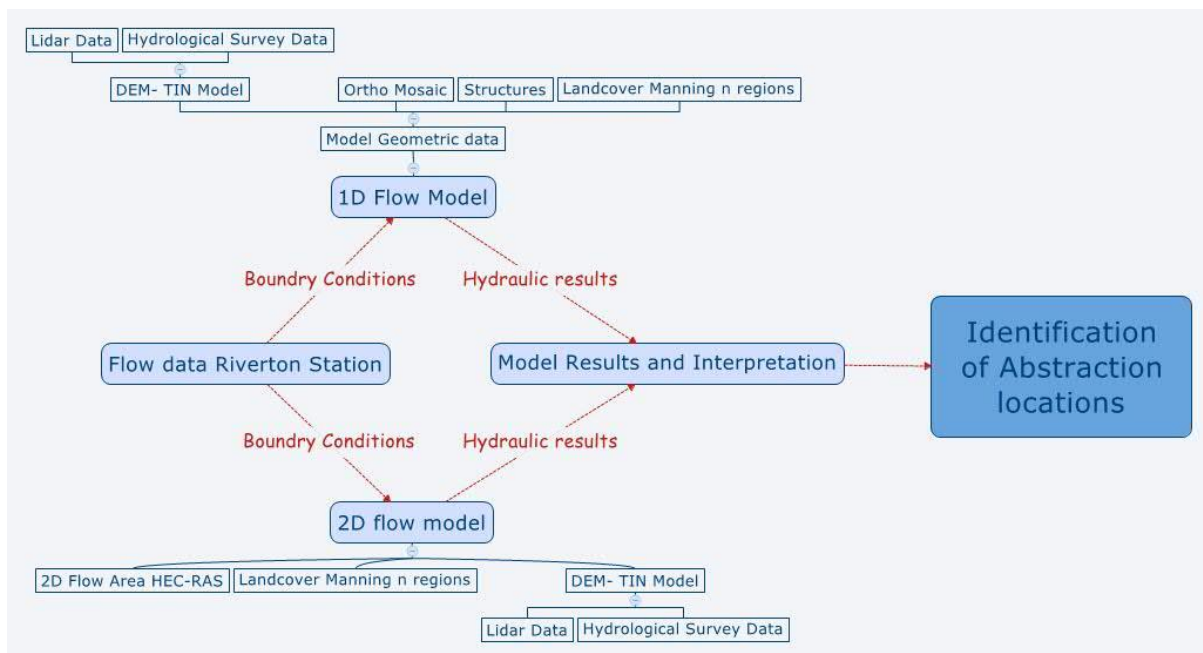 Lidar Data
Hydrological Survey Data
DEM- TIN Model
Ortho Mosaic
Structures
Landcover Manning n regions
Model Geometric data
1D Flow Model
Boundry Conditions
Hydraulic results
Flow data Riverton Station
Model Results and Interpretation
Identification
of Abstraction
locations
Boundry Conditions
Hydraulic results
2D flow model
2D Flow Area HEC-RAS
Landcover Manning n regions
DEM- TIN Model
Lidar Data
Hydrological Survey Data